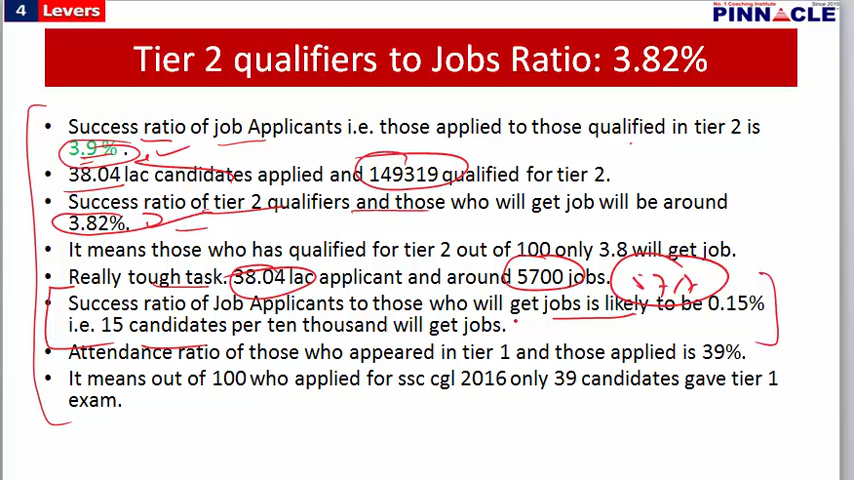 4 Levers
No. 1 Coaching Institute Since 2010
PINNACLE
Tier 2 qualifiers to Jobs Ratio: 3.82%
• Success ratio of job Applicants i.e. those applied to those qualified in tier 2 is
3.9% .
• 38.04 lac candidates applied and 149319 qualified for tier 2.
• Success ratio of tier 2 qualifiers and those who will get job will be around
3.82%.
• It means those who has qualified for tier 2 out of 100 only 3.8 will get job.
• Really tough task. 38.04 lac applicant and around 5700 jobs.
• Success ratio of Job Applicants to those who will get jobs is likely to be 0.15%
i.e. 15 candidates per ten thousand will get jobs.
• Attendance ratio of those who appeared in tier 1 and those applied is 39%.
• It means out of 100 who applied for ssc cgl 2016 only 39 candidates gave tier 1
exam.